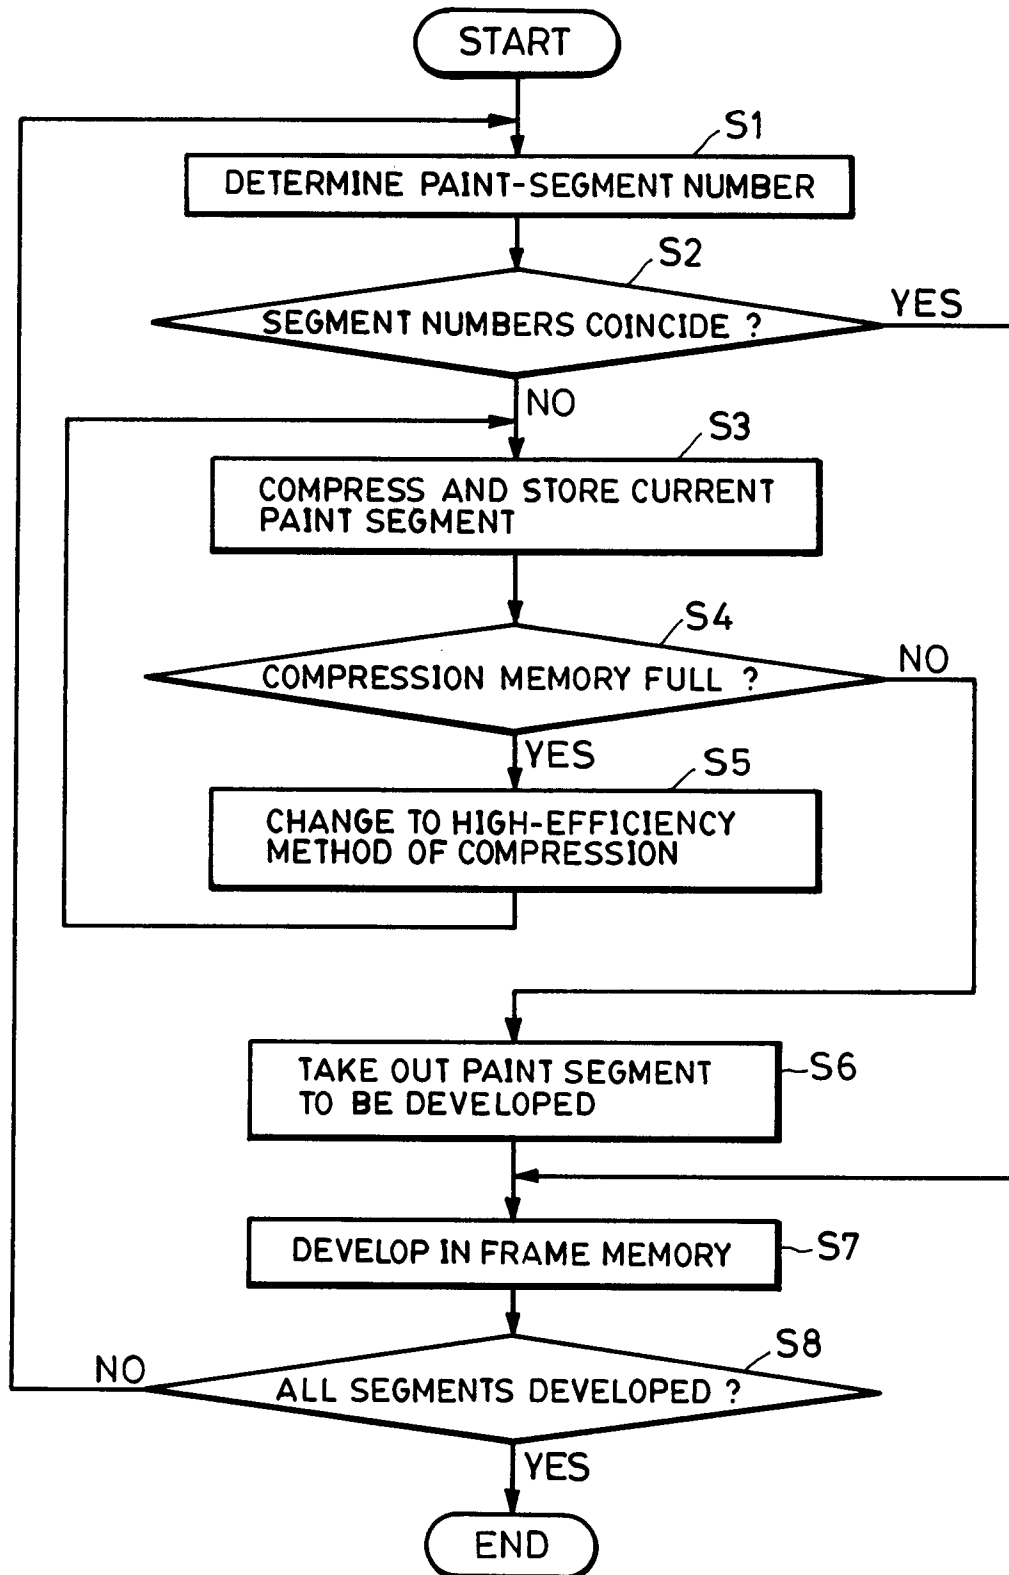 START
S1
DETERMINE PAINT-SEGMENT NUMBER
S2
SEGMENT NUMBERS COINCIDE ?
YES
NO
S3
COMPRESS AND STORE CURRENT
PAINT SEGMENT
S4
COMPRESSION MEMORY FULL ?
NO
YES
S5
CHANGE TO HIGH-EFFICIENCY
METHOD OF COMPRESSION
TAKE OUT PAINT SEGMENT
TO BE DEVELOPED
S6
DEVELOP IN FRAME MEMORY
S7
S8
NO
ALL SEGMENTS DEVELOPED ?
YES
END